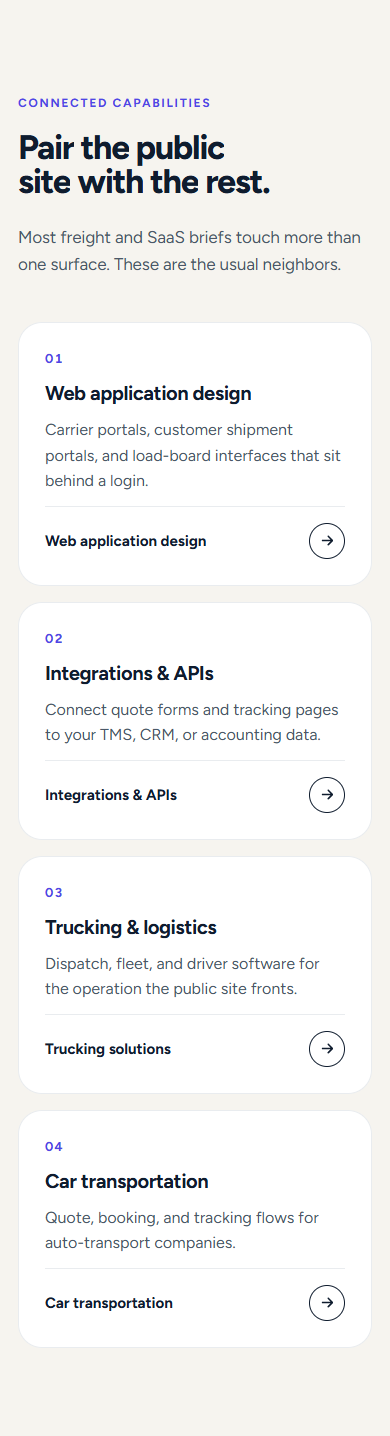 CONNECTED CAPABILITIES
Pair the public
site with the rest.
Most freight and SaaS briefs touch more than
one surface. These are the usual neighbors.
01
Web application design
Carrier portals, customer shipment
portals, and load-board interfaces that sit
behind a login.
Web application design
02
Integrations & APIs
Connect quote forms and tracking pages
to your TMS, CRM, or accounting data.
Integrations & APIs
03
Trucking & logistics
Dispatch, fleet, and driver software for
the operation the public site fronts.
Trucking solutions
04
Car transportation
Quote, booking, and tracking flows for
auto-transport companies.
Car transportation